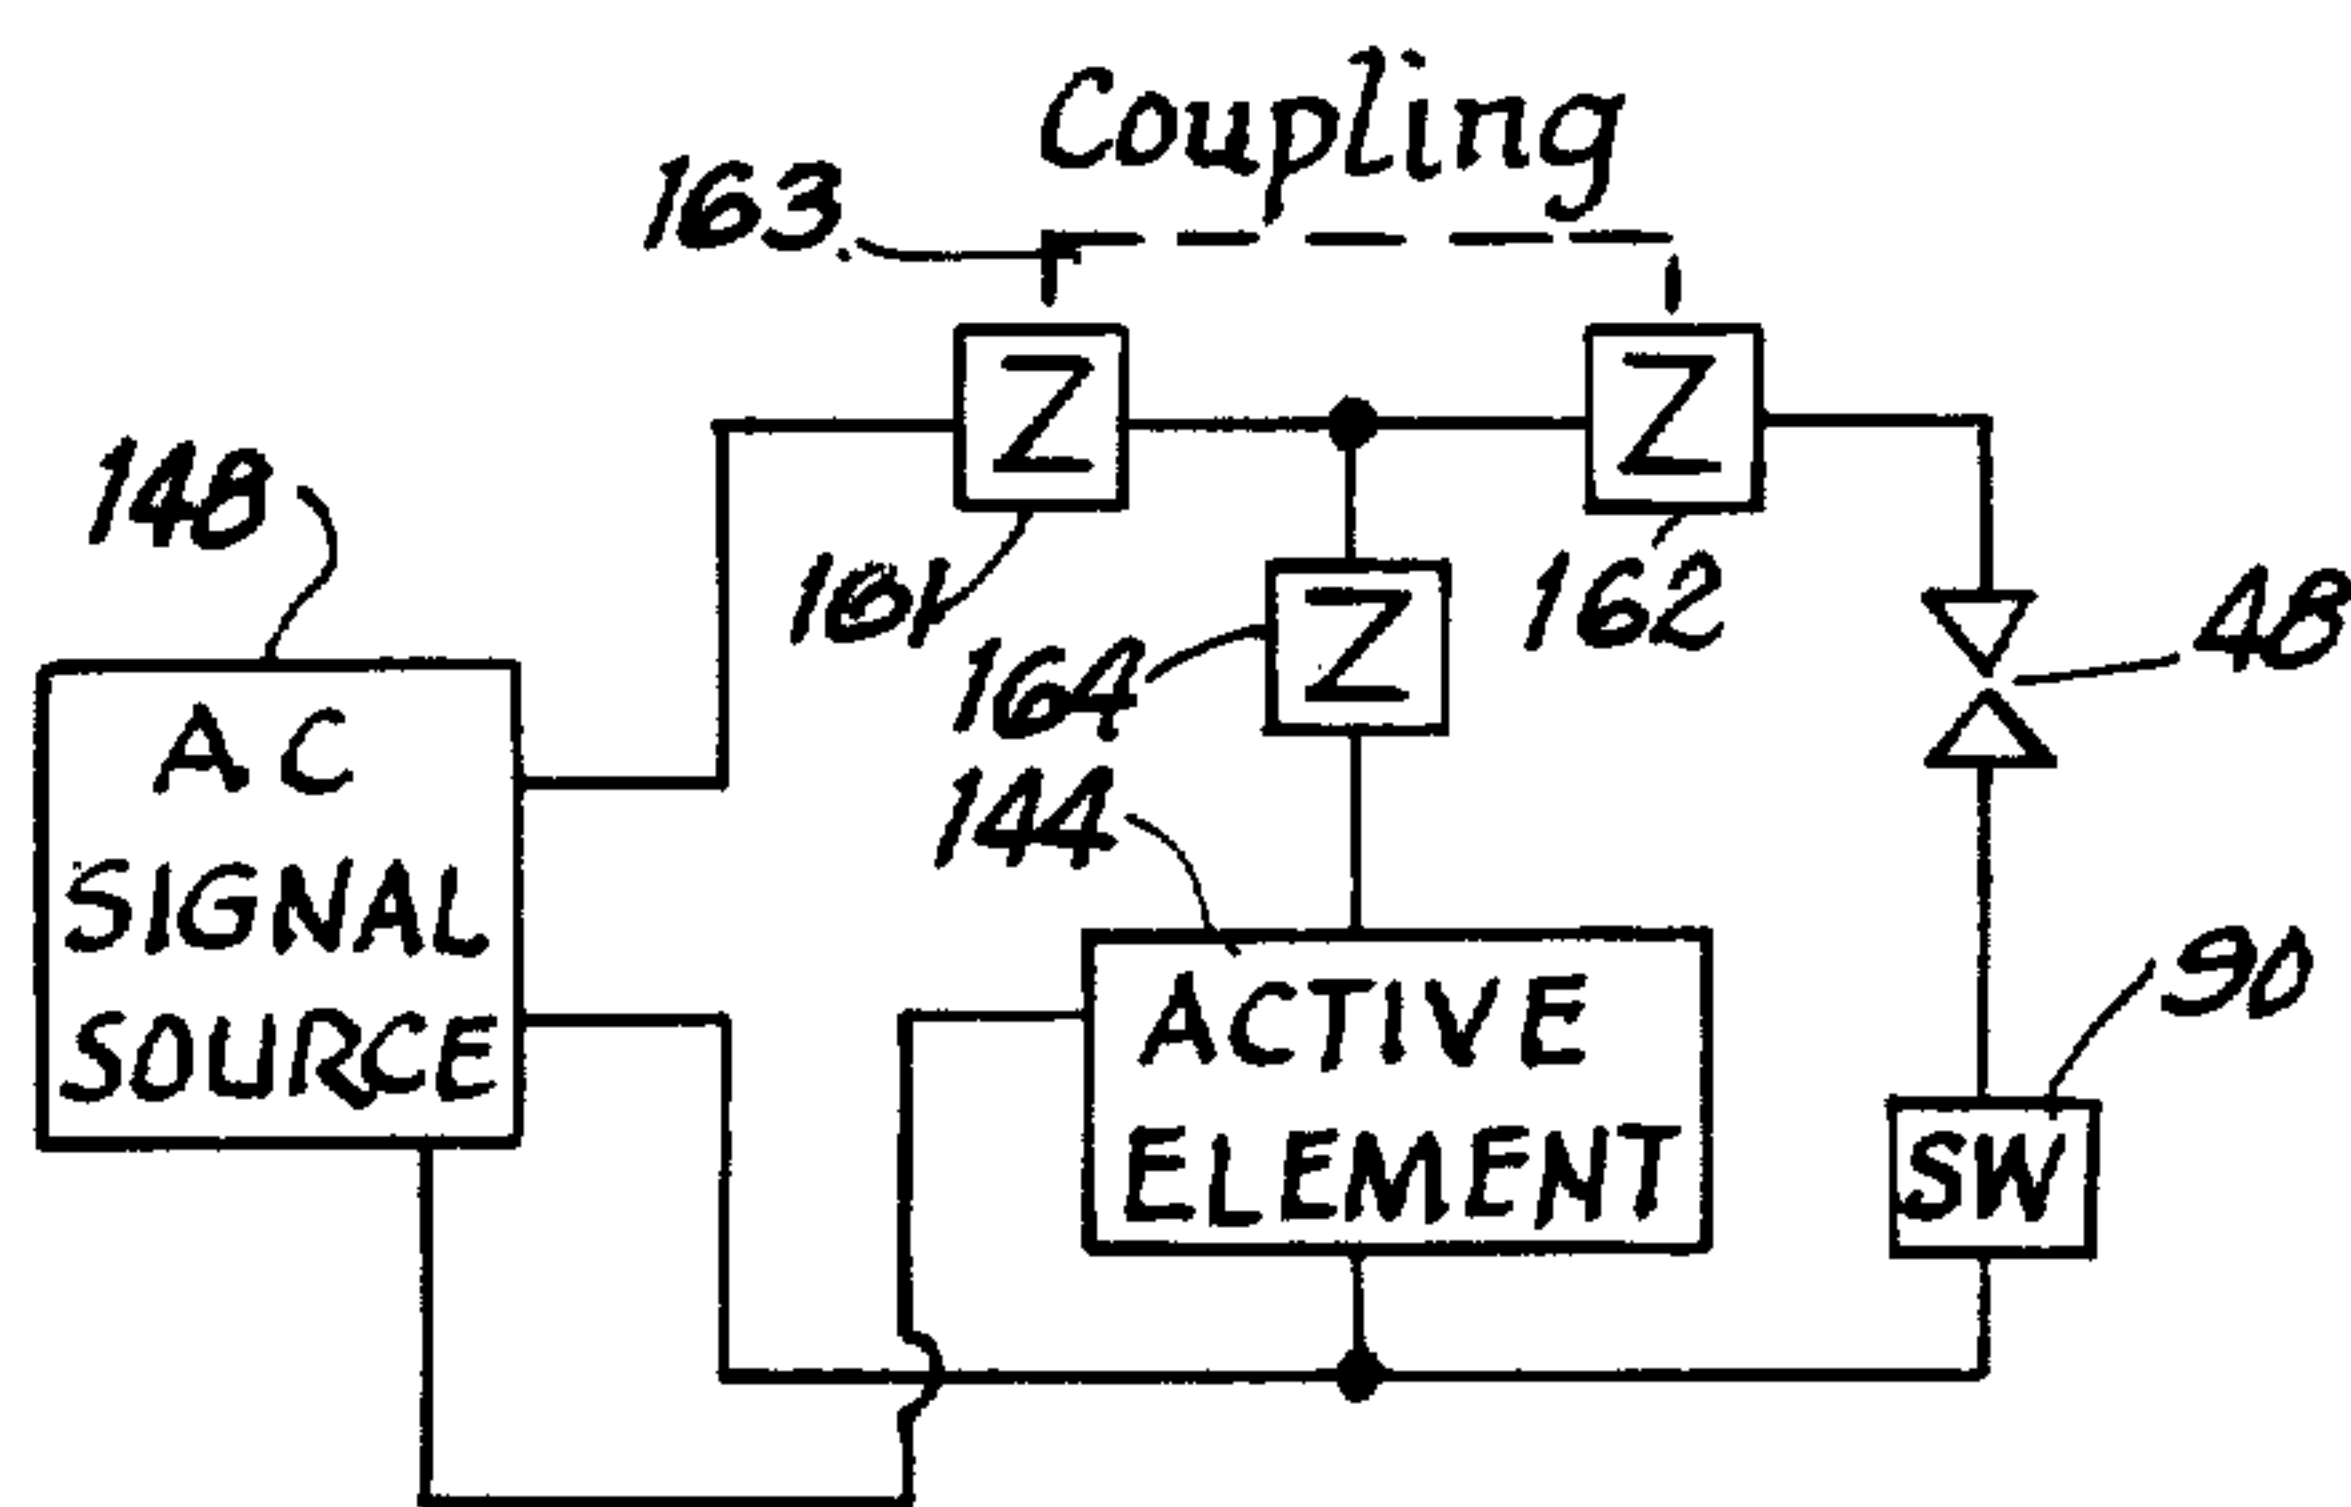 Coupling
163
Z
Z
148
161
162
48
164
Z
AC
SIGNAL
SOURCE
144
90
ACTIVE
ELEMENT
SW